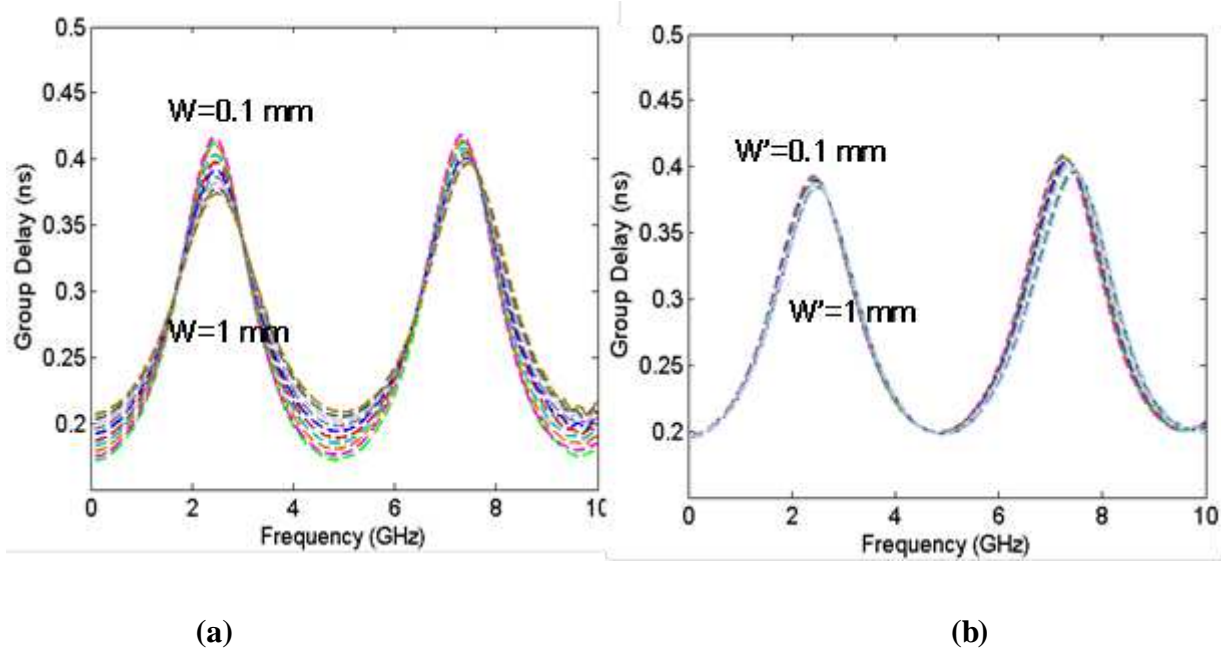 0.5
0.45
0.4
0.35
0.3
0.25
0.2
Group Delay (ns)
W=0.1 mm
W=1 mm
0 2 4 6 8 10
Frequency (GHz)
(a)
0.5
0.45
0.4
0.35
0.3
0.25
0.2
Group Delay (ns)
W'=0.1 mm
W'=1 mm
0 2 4 6 8 10
Frequency (GHz)
(b)